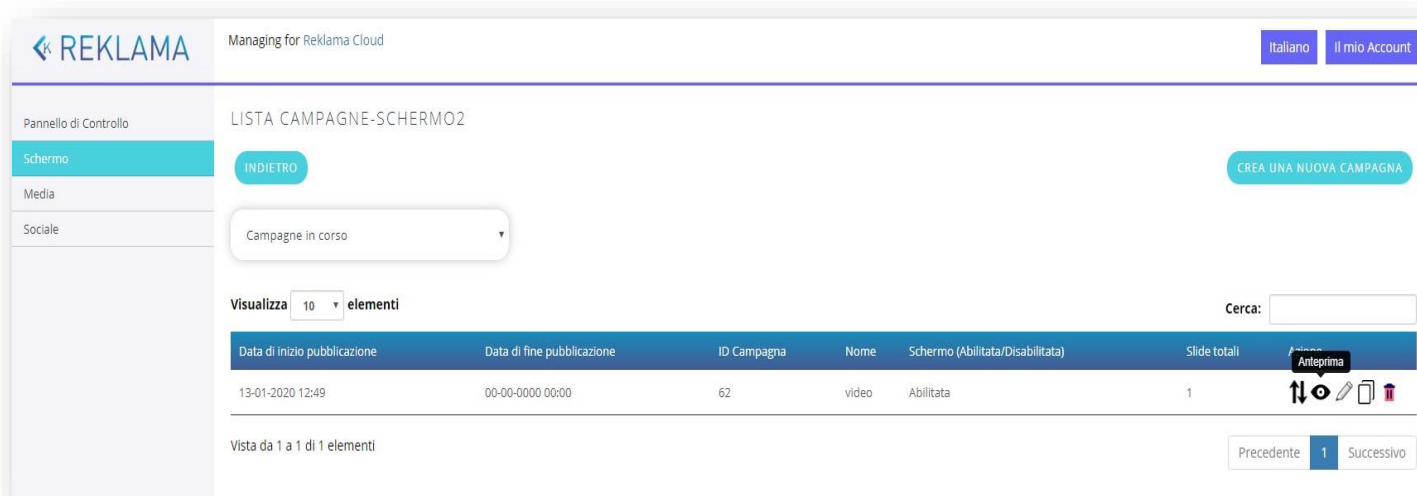 REKLAMA
Managing for Reklama Cloud
Italiano
Il mio Account
Pannello di Controllo
Schermo
Media
Sociale
LISTA CAMPAGNE-SCHERMO2
INDIETRO
CREA UNA NUOVA CAMPAGNA
Campagne in corso
Visualizza 10 elementi
Cerca:
Data di inizio pubblicazione Data di fine pubblicazione ID Campagna Nome Schermo (Abilitata/Disabilitata) Slide totali
Anteprima
13-01-2020 12:49 00-00-0000 00:00 62 video Abilitata 1
Vista da 1 a 1 di 1 elementi
Precedente 1 Successivo